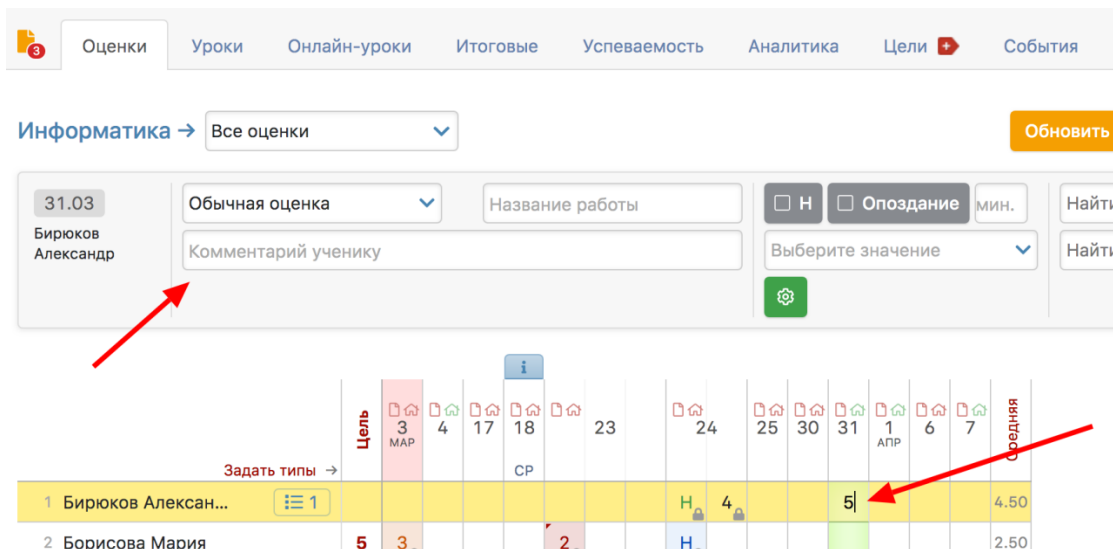 3
Оценки Уроки Онлайн-уроки Итоговые Успеваемость Аналитика Цели События
Информатика → Все оценки Обновить
31.03 Обычная оценка Название работы Н Опоздание мин. Найти
Бирюков
Александр Комментарий ученику Выберите значение Найти
i
Цель 3 4 17 18 23 24 25 30 31 1 6 7 Средняя
МАР АПР
Задать типы → СР
1 Бирюков Алексан... 1 Н 4 5 4.50
2 Борисова Мария 5 3 2 Н 2.50